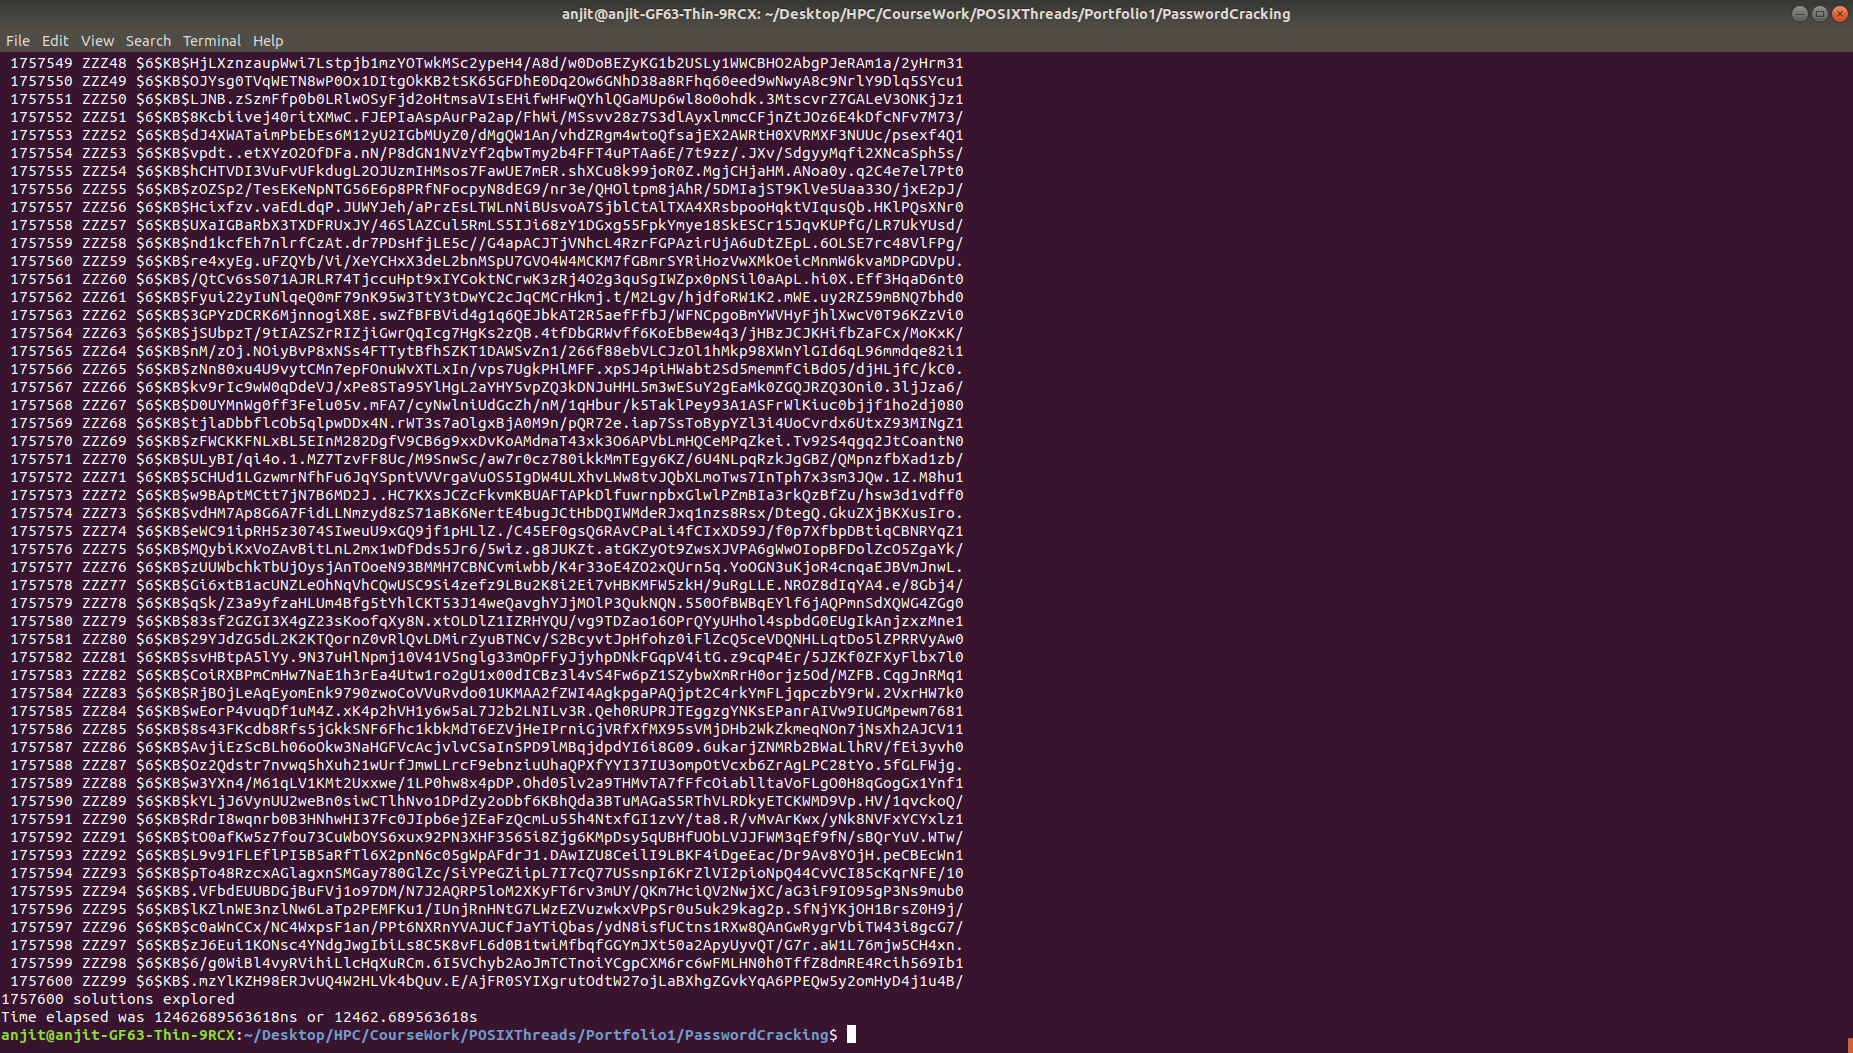 anjit@anjit-GF63-Thin-9RCX: ~/Desktop/HPC/CourseWork/POSIXThreads/Portfolio1/PasswordCracking
File Edit View Search Terminal Help
1757549 ZZZ48 $6$KB$HjLXznzaupWwi7Lstpjb1mzYOTwkMSc2ypeH4/A8d/w0DoBEZyKG1b2USLy1WWCBHO2AbgPJeRAm1a/2yHrm31
1757550 ZZZ49 $6$KB$OJYsg0TVqWETN8wP0Ox1DItgOkKB2tSK65GFDhE0Dq2Ow6GNhD38a8RFhq60eed9wNwyA8c9NrlY9Dlq5SYcu1
1757551 ZZZ50 $6$KB$LJNB.zSzmFfp0b0LRlwOSyFjd2oHtmsaVIsEHifwHFwQYhlQGaMUp6wl8o0ohdk.3MtscvrZ7GALeV3ONKjJz1
1757552 ZZZ51 $6$KB$8Kcbiivej40ritXMwC.FJEPIaAspAurPa2ap/FhWi/MSsvv28z7S3dlAyxlmmcCFjnZtJOz6E4kDfcNFv7M73/
1757553 ZZZ52 $6$KB$dJ4XWATaimPbEbEs6M12yU2IGbMUyZ0/dMgQW1An/vhdZRgm4wtoQfsajEX2AWRtH0XVRMXF3NUUc/psexf4Q1
1757554 ZZZ53 $6$KB$vpdt..etXYzO2OfDFa.nN/P8dGN1NVzYf2qbwTmy2b4FFT4uPTAa6E/7t9zz/.JXv/SdgyyMqfi2XNcaSph5s/
1757555 ZZZ54 $6$KB$hCHTVDI3VuFvUFkdugL2OJUzmIHMsos7FawUE7mER.shXCu8k99joR0Z.MgjCHjaHM.ANoa0y.q2C4e7el7Pt0
1757556 ZZZ55 $6$KB$zOZSp2/TesEKeNpNTG56E6p8PRfNFocpyN8dEG9/nr3e/QHOltpm8jAhR/5DMIajST9KlVe5Uaa33O/jxE2pJ/
1757557 ZZZ56 $6$KB$Hcixfzv.vaEdLdqP.JUWYJeh/aPrzEsLTWLnNiBUsvoA7SjblCtAlTXA4XRsbpooHqktVIqusQb.HKlPQsXNr0
1757558 ZZZ57 $6$KB$UXaIGBaRbX3TXDFRUxJY/46SlAZCul5RmLS5IJi68zY1DGxg55FpkYmye18SkESCr15JqvKUPfG/LR7UkYUsd/
1757559 ZZZ58 $6$KB$nd1kcfEh7nlrfCzAt.dr7PDsHfjLE5c//G4apACJTjVNhcL4RzrFGPAzirUjA6uDtZEpL.6OLSE7rc48VlFPg/
1757560 ZZZ59 $6$KB$re4xyEg.uFZQYb/Vi/XeYCHxX3deL2bnMSpU7GVO4W4MCKM7fGBmrSYRiHozVwXMkOeicMnmW6kvaMDPGDVpU.
1757561 ZZZ60 $6$KB$/QtCv6sS071AJRLR74TjccuHpt9xIYCoktNCrwK3zRj4O2g3quSgIWZpx0pNSil0aApL.hi0X.Eff3HqaD6nt0
1757562 ZZZ61 $6$KB$Fyui22yIuNlqeQ0mF79nK95w3TtY3tDwYC2cJqCMCrHkmj.t/M2Lgv/hjdfoRW1K2.mWE.uy2RZ59mBNQ7bhd0
1757563 ZZZ62 $6$KB$3GPYzDCRK6MjnnogiX8E.swZfBFBVid4g1q6QEJbkAT2R5aefFfbJ/WFNCpgoBmYWVHyFjhlXwcV0T96KZzVi0
1757564 ZZZ63 $6$KB$jSUbpzT/9tIAZSZrRIZjiGwrQqIcg7HgKs2zQB.4tfDbGRWvff6KoEbBew4q3/jHBzJCJKHifbZaFCx/MoKxK/
1757565 ZZZ64 $6$KB$nM/zOj.NOiyBvP8xNSs4FTTytBfhSZKT1DAWSvZn1/266f88ebVLCJzOl1hMkp98XWnYlGId6qL96mmdqe82i1
1757566 ZZZ65 $6$KB$zNn80xu4U9vytCMn7epFOnuWvXTLxIn/vps7UgkPHlMFF.xpSJ4piHWabt2Sd5memmfCiBdO5/djHLjfC/kC0.
1757567 ZZZ66 $6$KB$kv9rIc9wW0qDdeVJ/xPe8STa95YlHgL2aYHY5vpZQ3kDNJuHHL5m3wESuY2gEaMk0ZGQJRZQ3Oni0.3ljJza6/
1757568 ZZZ67 $6$KB$D0UYMnWg0ff3Felu05v.mFA7/cyNwlniUdGcZh/nM/1qHbur/k5TaklPey93A1ASFrWlKiuc0bjjf1ho2dj080
1757569 ZZZ68 $6$KB$tjlaDbbflcOb5qlpwDDx4N.rWT3s7aOlgxBjA0M9n/pQR72e.iap7SsToBypYZl3i4UoCvrdx6UtxZ93MINgZ1
1757570 ZZZ69 $6$KB$zFWCKKFNLxBL5EInM282DgfV9CB6g9xxDvKoAMdmaT43xk3O6APVbLmHQCeMPqZkei.Tv92S4qgq2JtCoantN0
1757571 ZZZ70 $6$KB$ULyBI/qi4o.1.MZ7TzvFF8Uc/M9SnwSc/aw7r0cz780ikkMmTEgy6KZ/6U4NLpqRzkJgGBZ/QMpnzfbXad1zb/
1757572 ZZZ71 $6$KB$5CHUd1LGzwmrNfhFu6JqYSpntVVVrgaVuOS5IgDW4ULXhvLWw8tvJQbXLmoTws7InTph7x3sm3JQw.1Z.M8hu1
1757573 ZZZ72 $6$KB$w9BAptMCtt7jN7B6MD2J..HC7KXsJCZcFkvmKBUAFTAPkDlfuwrnpbxGlwlPZmBIa3rkQzBfZu/hsw3d1vdff0
1757574 ZZZ73 $6$KB$vdHM7Ap8G6A7FidLLNmzyd8zS71aBK6NertE4bugJCtHbDQIWMdeRJxq1nzs8Rsx/DtegQ.GkuZXjBKXusIro.
1757575 ZZZ74 $6$KB$eWC91ipRH5z3074SIweuU9xGQ9jf1pHLlZ./C45EF0gsQ6RAvCPaLi4fCIxXD59J/f0p7XfbpDBtiqCBNRYqZ1
1757576 ZZZ75 $6$KB$MQybiKxVoZAvBitLnL2mx1wDfDds5Jr6/5wiz.g8JUKZt.atGKZyOt9ZwsXJVPA6gWwOIopBFDolZcO5ZgaYk/
1757577 ZZZ76 $6$KB$zUUWbchkTbUjOysjAnTOoeN93BMMH7CBNCvmiwbb/K4r33oE4ZO2xQUrn5q.YoOGN3uKjoR4cnqaEJBVmJnwL.
1757578 ZZZ77 $6$KB$Gi6xtB1acUNZLeOhNqVhCQwUSC9Si4zefz9LBu2K8i2Ei7vHBKMFW5zkH/9uRgLLE.NROZ8dIqYA4.e/8Gbj4/
1757579 ZZZ78 $6$KB$qSk/Z3a9yfzaHLUm4Bfg5tYhlCKT53J14weQavghYJjMOlP3QukNQN.550OfBWBqEYlf6jAQPmnSdXQWG4ZGg0
1757580 ZZZ79 $6$KB$83sf2GZGI3X4gZ23sKoofqXy8N.xtOLDlZ1IZRHYQU/vg9TDZao16OPrQYyUHhol4spbdG0EUgIkAnjzxzMne1
1757581 ZZZ80 $6$KB$29YJdZG5dL2K2KTQornZ0vRlQvLDMirZyuBTNCv/S2BcyvtJpHfohz0iFlZcQ5ceVDQNHLLqtDo5lZPRRVyAw0
1757582 ZZZ81 $6$KB$svHBtpA5lYy.9N37uHlNpmj10V41V5nglg33mOpFFyJjyhpDNkFGqpV4itG.z9cqP4Er/5JZKf0ZFXyFlbx7l0
1757583 ZZZ82 $6$KB$CoiRXBPmCmHw7NaE1h3rEa4Utw1ro2gU1x00dICBz3l4vS4Fw6pZ1SZybwXmRrH0orjz5Od/MZFB.CqgJnRMq1
1757584 ZZZ83 $6$KB$RjBOjLeAqEyomEnk9790zwoCoVVuRvdo01UKMAA2fZWI4AgkpgaPAQjpt2C4rkYmFLjqpczbY9rW.2VxrHW7k0
1757585 ZZZ84 $6$KB$wEorP4vuqDf1uM4Z.xK4p2hVH1y6w5aL7J2b2LNILv3R.Qeh0RUPRJTEggzgYNKsEPanrAIVw9IUGMpewm7681
1757586 ZZZ85 $6$KB$8s43FKcdb8Rfs5jGkkSNF6Fhc1kbkMdT6EZVjHeIPrniGjVRfXfMX95sVMjDHb2WkZkmeqNOn7jNsXh2AJCV11
1757587 ZZZ86 $6$KB$AvjiEzScBLh06oOkw3NaHGFVcAcjvlvCSaInSPD9lMBqjdpdYI6i8G09.6ukarjZNMRb2BWaLlhRV/fEi3yvh0
1757588 ZZZ87 $6$KB$Oz2Qdstr7nvwq5hXuh21wUrfJmwLLrcF9ebnziuUhaQPXfYYI37IU3ompOtVcxb6ZrAgLPC28tYo.5fGLFWjg.
1757589 ZZZ88 $6$KB$w3YXn4/M61qLV1KMt2Uxxwe/1LP0hw8x4pDP.Ohd05lv2a9THMvTA7fFfcOiablltaVoFLgO0H8qGogGx1Ynf1
1757590 ZZZ89 $6$KB$kYLjJ6VynUU2weBn0siwCTlhNvo1DPdZy2oDbf6KBhQda3BTuMAGaS5RThVLRDkyETCKWMD9Vp.HV/1qvckoQ/
1757591 ZZZ90 $6$KB$RdrI8wqnrb0B3HNhwHI37Fc0JIpb6ejZEaFzQcmLu55h4NtxfGI1zvY/ta8.R/vMvArKwx/yNk8NVFxYCYxlz1
1757592 ZZZ91 $6$KB$tO0afKw5z7fou73CuWbOYS6xux92PN3XHF3565i8Zjg6KMpDsy5qUBHfUObLVJJFWM3qEf9fN/sBQrYuV.WTw/
1757593 ZZZ92 $6$KB$L9v91FLEflPI5B5aRfTl6X2pnN6c05gWpAFdrJ1.DAwIZU8CeilI9LBKF4iDgeEac/Dr9Av8YOjH.peCBEcWn1
1757594 ZZZ93 $6$KB$pTo48RzcxAGlagxnSMGay780GlZc/SiYPeGZiipL7I7cQ77USsnpI6KrZlVI2pioNpQ44CvVCI85cKqrNFE/10
1757595 ZZZ94 $6$KB$.VFbdEUUBDGjBuFVj1o97DM/N7J2AQRP5loM2XKyFT6rv3mUY/QKm7HciQV2NwjXC/aG3iF9IO95gP3Ns9mub0
1757596 ZZZ95 $6$KB$lKZlnWE3nzlNw6LaTp2PEMFKu1/IUnjRnHNtG7LWzEZVuzwkxVPpSr0u5uk29kag2p.SfNjYKjOH1BrsZ0H9j/
1757597 ZZZ96 $6$KB$c0aWnCCx/NC4WxpsF1an/PPt6NXRnYVAJUCfJaYTiQbas/ydN8isfUCtns1RXw8QAnGwRygrVbiTW43i8gcG7/
1757598 ZZZ97 $6$KB$zJ6Eui1KONsc4YNdgJwgIbiLs8C5K8vFL6d0B1twiMfbqfGGYmJXt50a2ApyUyvQT/G7r.aW1L76mjw5CH4xn.
1757599 ZZZ98 $6$KB$6/g0WiBl4vyRVihiLlcHqXuRCm.6I5VChyb2AoJmTCTnoiYCgpCXM6rc6wFMLHN0h0TffZ8dmRE4Rcih569Ib1
1757600 ZZZ99 $6$KB$.mzYlKZH98ERJvUQ4W2HLVk4bQuv.E/AjFR0SYIXgrutOdtW27ojLaBXhgZGvkYqA6PPEQw5y2omHyD4j1u4B/
1757600 solutions explored
Time elapsed was 12462689563618ns or 12462.689563618s
anjit@anjit-GF63-Thin-9RCX:~/Desktop/HPC/CourseWork/POSIXThreads/Portfolio1/PasswordCracking$